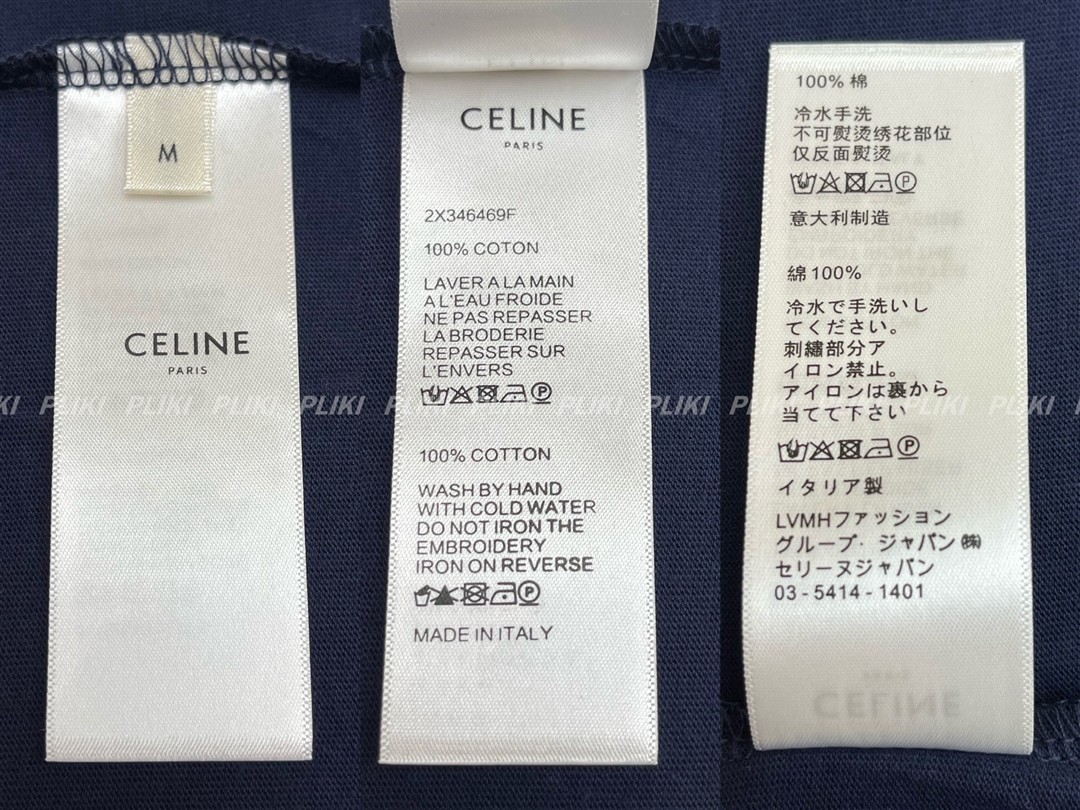 M
CELINE
PARIS
CELINE
PARIS
2X346469F
100% COTON
LAVER A LA MAIN
A L'EAU FROIDE
NE PAS REPASSER
LA BRODERIE
REPASSER SUR
L'ENVERS
100% COTTON
WASH BY HAND
WITH COLD WATER
DO NOT IRON THE
EMBROIDERY
IRON ON REVERSE
MADE IN ITALY
100% 棉
冷水手洗
不可熨烫绣花部位
仅反面熨烫
P
意大利制造
綿100%
冷水で手洗いし
てください。
刺繍部分ア
イロン禁止。
アイロンは裏から
当てて下さい
P
イタリア製
LVMHファッション
グループ・ジャパン㈱
セリーヌジャパン
03-5414-1401
CELINE
PLIKI PLIKI PLIKI PLIKI PLIKI PLIKI PLIKI PLIKI PLIKI PLIKI PLIKI